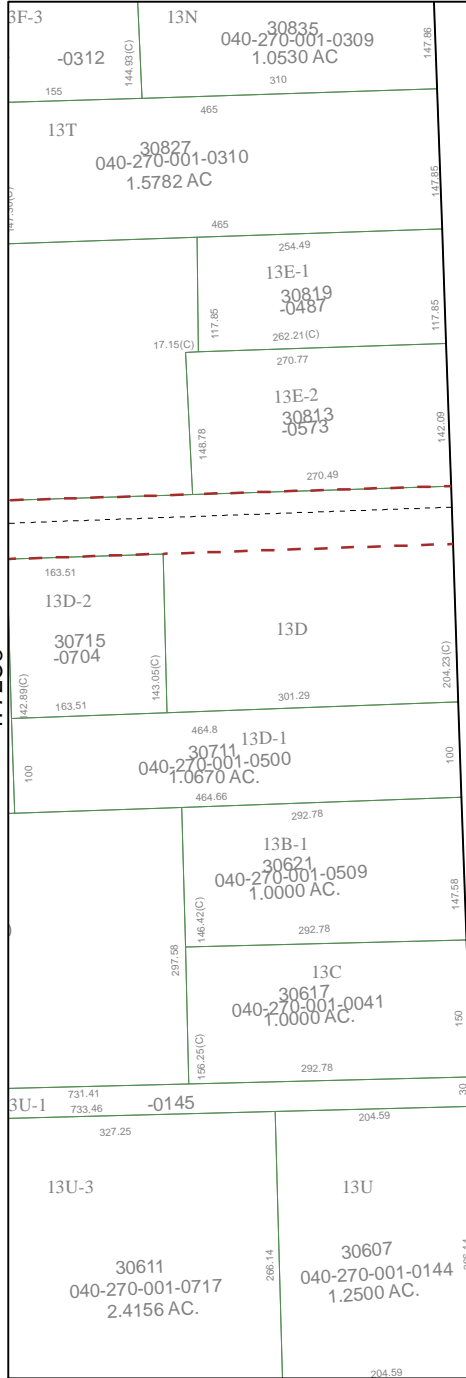 3F-3
13N
30835
040-270-001-0309
1.0530 AC
-0312
144.93(C)
147.86
155
310
465
13T
30827
040-270-001-0310
1.5782 AC
147.85
465
254.49
13E-1
30819
-0487
117.85
117.85
17.15(C)
262.21(C)
270.77
13E-2
30813
-0573
148.78
142.09
270.49
163.51
13D-2
30715
-0704
13D
142.89(C)
143.05(C)
204.23(C)
163.51
301.29
464.8
13D-1
30711
040-270-001-0500
1.0670 AC.
100
100
464.66
292.78
13B-1
30621
040-270-001-0509
1.0000 AC.
146.42(C)
147.58
292.78
297.58
13C
30617
040-270-001-0041
1.0000 AC.
156.25(C)
150
292.78
731.41
3U-1
733.46
-0145
30
327.25
204.59
13U-3
13U
30611
040-270-001-0717
2.4156 AC.
266.14
30607
040-270-001-0144
1.2500 AC.
204.59